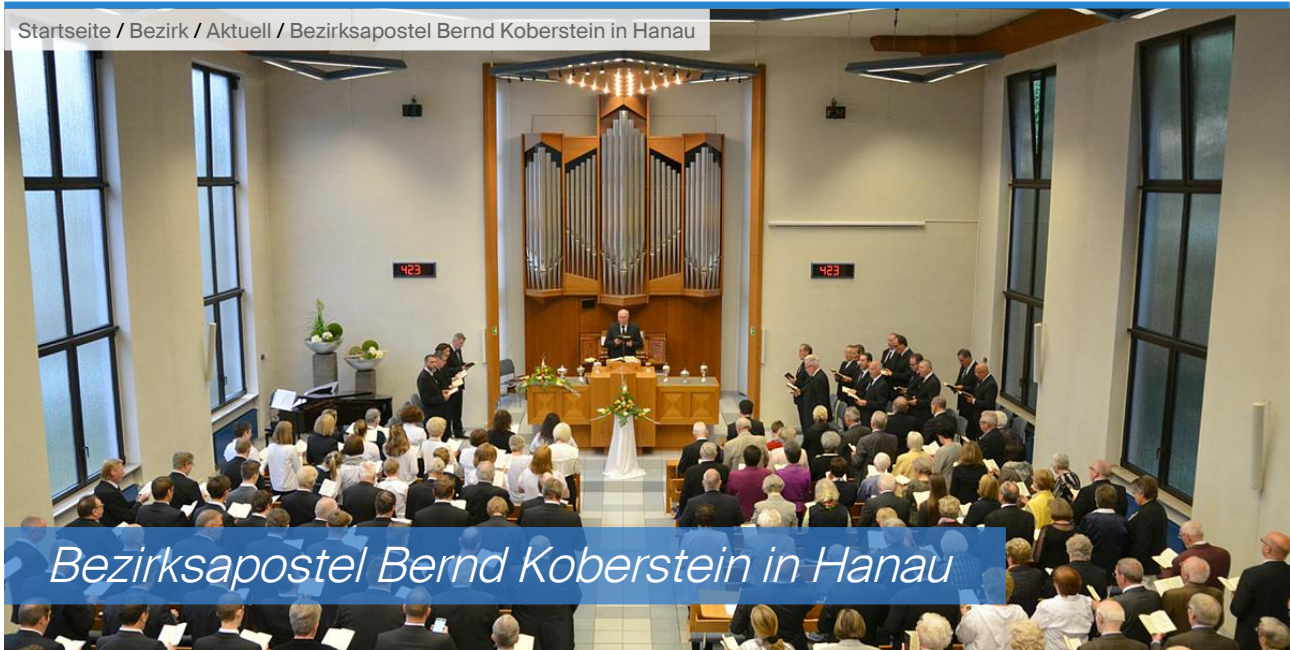 Startseite / Bezirk / Aktuell / Bezirksapostel Bernd Koberstein in Hanau
423
423
Bezirksapostel Bernd Koberstein in Hanau